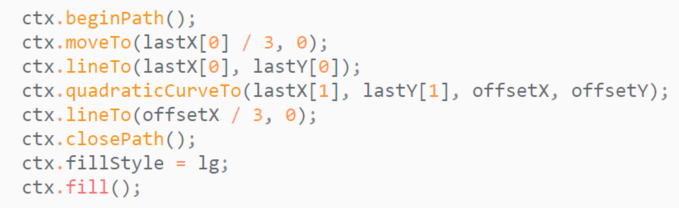 ctx.beginPath();
ctx.moveTo(lastX[0] / 3, 0);
ctx.lineTo(lastX[0], lastY[0]);
ctx.quadraticCurveTo(lastX[1], lastY[1], offsetX, offsetY);
ctx.lineTo(offsetX / 3, 0);
ctx.closePath();
ctx.fillStyle = lg;
ctx.fill();